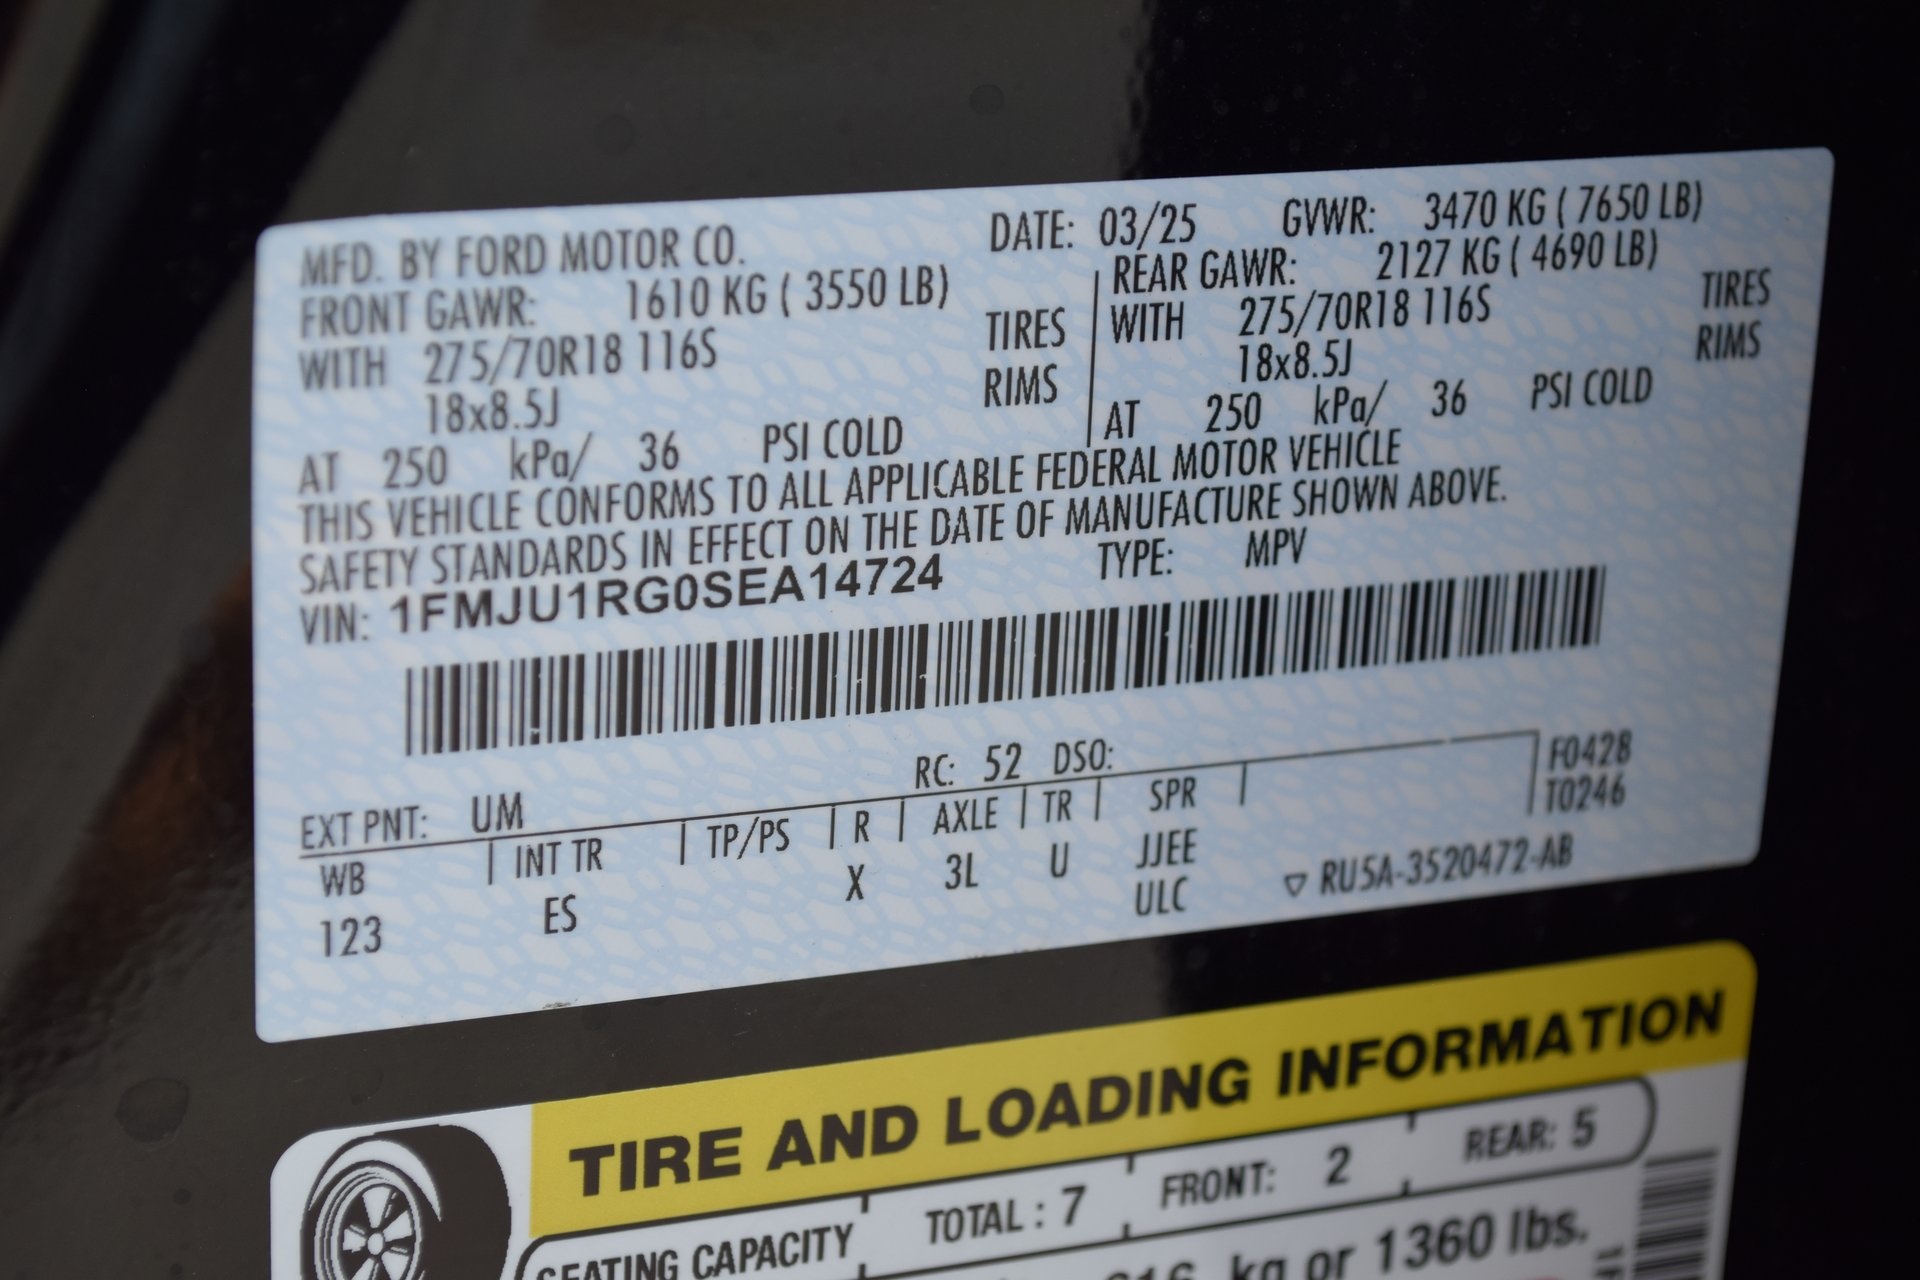 MFD. BY FORD MOTOR CO. DATE: 03/25 GVWR: 3470 KG ( 7650 LB)
FRONT GAWR: 1610 KG ( 3550 LB) REAR GAWR: 2127 KG ( 4690 LB)
WITH 275/70R18 116S TIRES WITH 275/70R18 116S TIRES
18x8.5J RIMS 18x8.5J RIMS
AT 250 kPa/ 36 PSI COLD AT 250 kPa/ 36 PSI COLD
THIS VEHICLE CONFORMS TO ALL APPLICABLE FEDERAL MOTOR VEHICLE
SAFETY STANDARDS IN EFFECT ON THE DATE OF MANUFACTURE SHOWN ABOVE.
VIN: 1FMJU1RG0SEA14724 TYPE: MPV
EXT PNT: UM RC: 52 DSO: F0428
WB INT TR TP/PS R AXLE TR SPR T0246
123 ES X 3L U JJEE
ULC ▽ RU5A-3520472-AB
TIRE AND LOADING INFORMATION
SEATING CAPACITY TOTAL : 7 FRONT: 2 REAR: 5
kg or 1360 lbs.